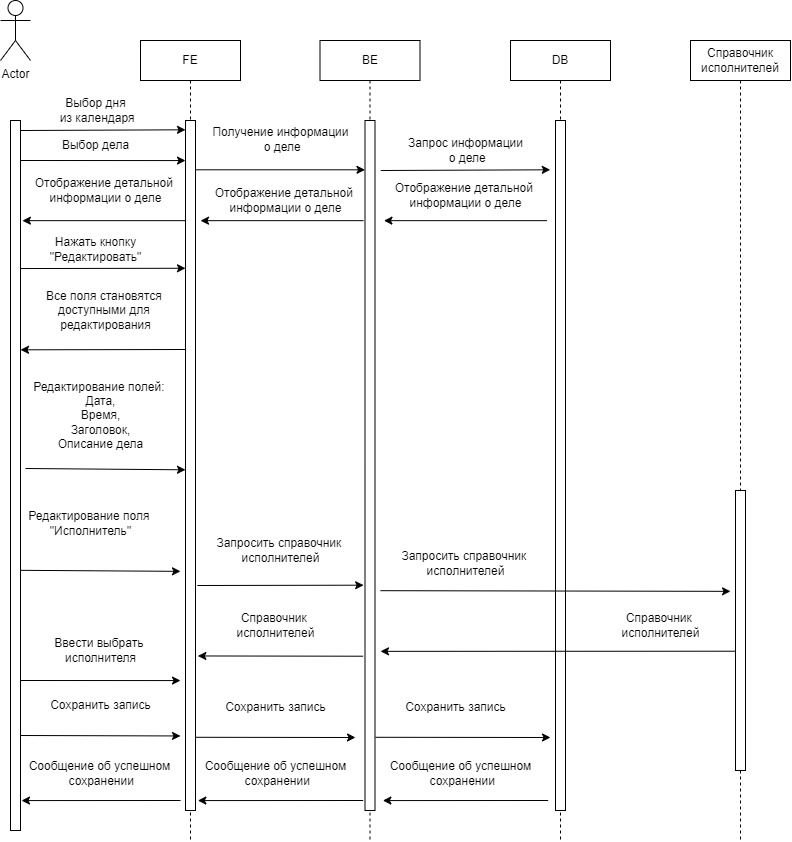 Actor
FE
BE
DB
Справочник
исполнителей
Выбор дня
из календаря
Выбор дела
Получение информации
о деле
Запрос информации
о деле
Отображение детальной
информации о деле
Отображение детальной
информации о деле
Отображение детальной
информации о деле
Нажать кнопку
"Редактировать"
Все поля становятся
доступными для
редактирования
Редактирование полей:
Дата,
Время,
Заголовок,
Описание дела
Редактирование поля
"Исполнитель"
Запросить справочник
исполнителей
Запросить справочник
исполнителей
Справочник
исполнителей
Справочник
исполнителей
Ввести выбрать
исполнителя
Сохранить запись
Сохранить запись
Сохранить запись
Сообщение об успешном
сохранении
Сообщение об успешном
сохранении
Сообщение об успешном
сохранении